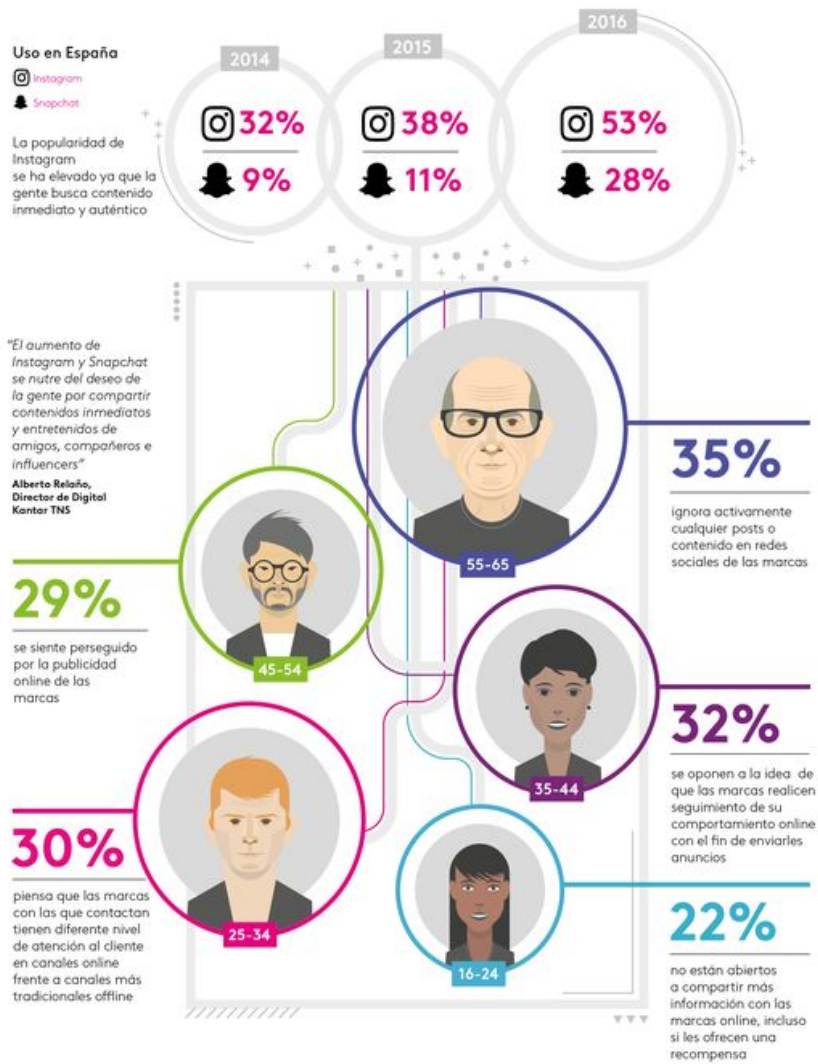 Uso en España
Instagram
Snapchat
La popularidad de
Instagram
se ha elevado ya que la
gente busca contenido
inmediato y auténtico
2014
32%
9%
2015
38%
11%
2016
53%
28%
"El aumento de
Instagram y Snapchat
se nutre del deseo de
la gente por compartir
contenidos inmediatos
y entretenidos de
amigos, compañeros e
influencers"
Alberto Relaño,
Director de Digital
Kantar TNS
55-65
35%
ignora activamente
cualquier posts o
contenido en redes
sociales de las marcas
45-54
29%
se siente perseguido
por la publicidad
online de las
marcas
35-44
32%
se oponen a la idea de
que las marcas realicen
seguimiento de su
comportamiento online
con el fin de enviarles
anuncios
25-34
30%
piensa que las marcas
con las que contactan
tienen diferente nivel
de atención al cliente
en canales online
frente a canales más
tradicionales offline
16-24
22%
no están abiertos
a compartir más
información con las
marcas online, incluso
si les ofrecen una
recompensa